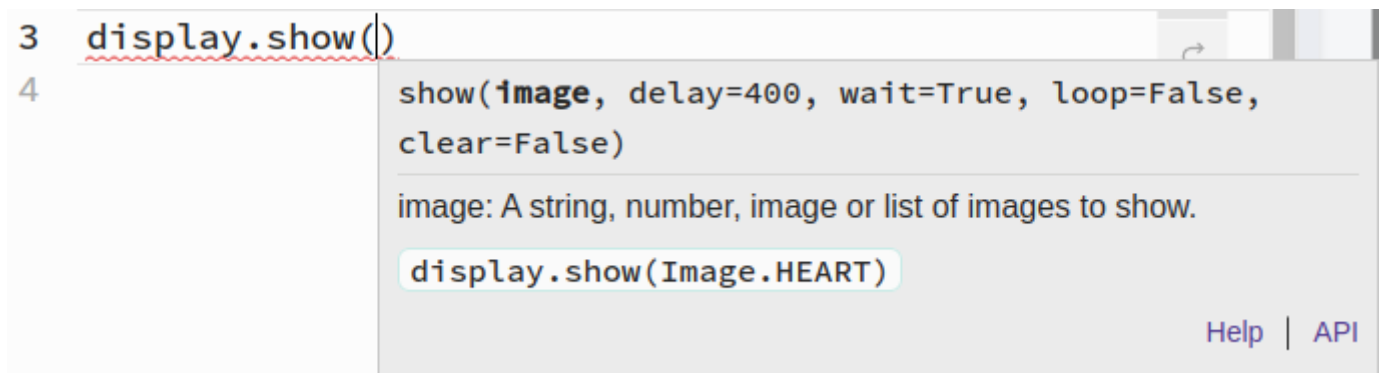 3 display.show()
4
show(image, delay=400, wait=True, loop=False,
clear=False)
image: A string, number, image or list of images to show.
display.show(Image.HEART)
Help | API